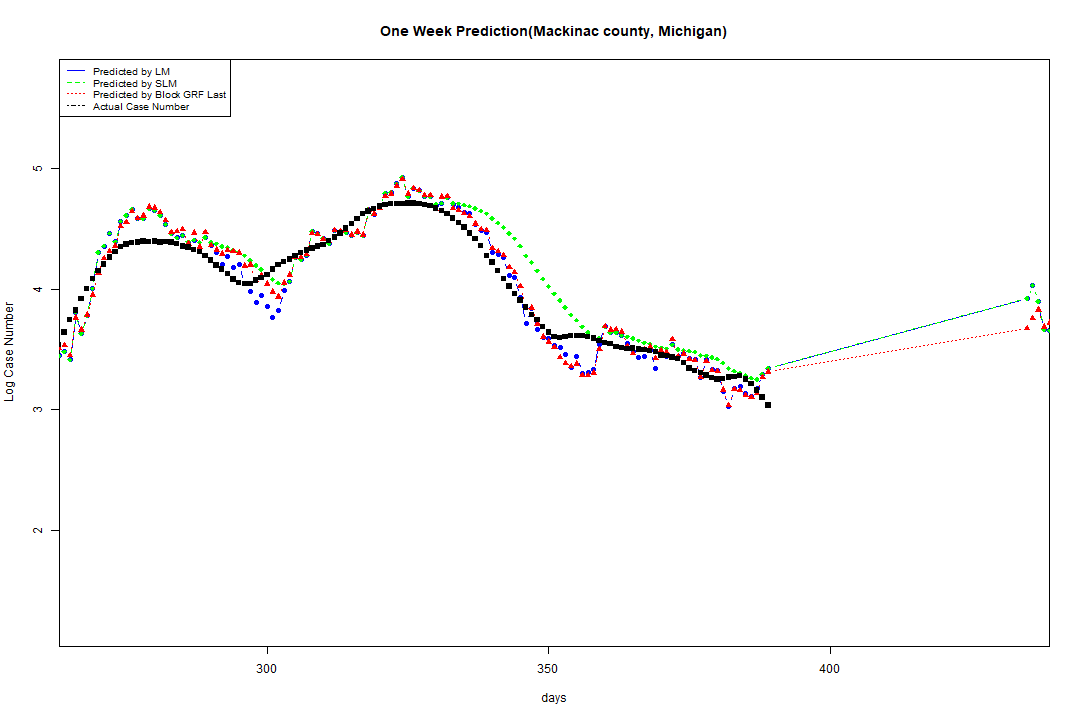 One Week Prediction(Mackinac county, Michigan)
Predicted by LM
Predicted by SLM
Predicted by Block GRF Last
Actual Case Number
5
4
3
2
Log Case Number
300
350
400
days